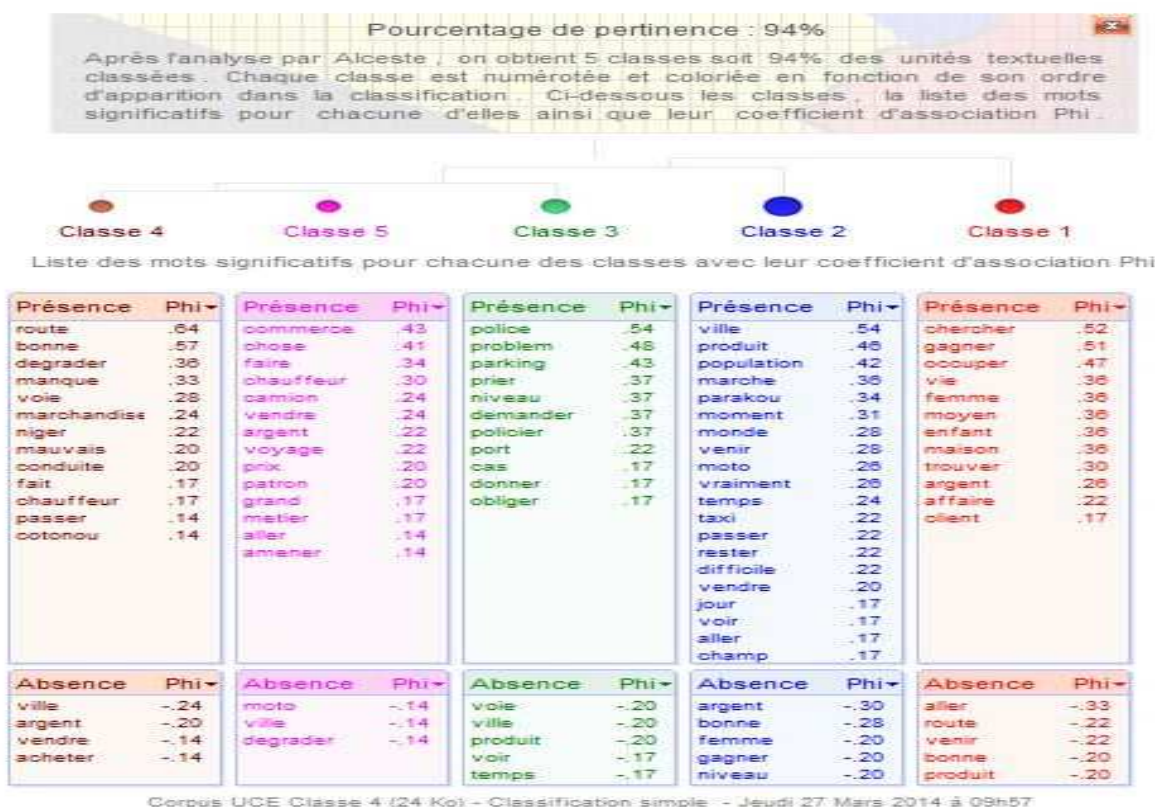 Pourcentage de pertinence : 94%
Après l'analyse par Alceste , on obtient 5 classes soit 94% des unités textuelles
classées . Chaque classe est numérotée et coloriée en fonction de son ordre
d'apparition dans la classification . Ci-dessous les classes , la liste des mots
significatifs pour chacune d'elles ainsi que leur coefficient d'association Phi .
Classe 4 Classe 5 Classe 3 Classe 2 Classe 1
Liste des mots significatifs pour chacune des classes avec leur coefficient d'association Phi
Présence Phi
route .64
bonne .57
degrader .36
manque .33
voie .28
marchandise .24
niger .22
mauvais .20
conduite .20
fait .17
chauffeur .17
passer .14
cotonou .14
Présence Phi
commerce .43
chose .41
faire .34
chauffeur .30
camion .24
vendre .24
argent .22
voyage .22
prix .20
patron .20
grand .17
metier .17
aller .14
amener .14
Présence Phi
police .54
problem .48
parking .43
prier .37
niveau .37
demander .37
policier .37
port .22
cas .17
donner .17
obliger .17
Présence Phi
ville .54
produit .46
population .42
marche .36
parakou .34
moment .31
monde .28
venir .28
moto .26
vraiment .26
temps .24
taxi .22
passer .22
rester .22
difficile .22
vendre .20
jour .17
voir .17
aller .17
champ .17
Présence Phi
chercher .52
gagner .51
occuper .47
vie .36
femme .36
moyen .36
enfant .36
maison .36
trouver .30
argent .26
affaire .22
client .17
Absence Phi
ville -.24
argent -.20
vendre -.14
acheter -.14
Absence Phi
moto -.14
ville -.14
degrader -.14
Absence Phi
voie -.20
ville -.20
produit -.20
voir -.17
temps -.17
Absence Phi
argent -.30
bonne -.28
femme -.20
gagner -.20
niveau -.20
Absence Phi
aller -.33
route -.22
venir -.22
bonne -.20
produit -.20
Corpus UCE Classe 4 (24 Ko) - Classification simple - Jeudi 27 Mars 2014 à 09h57